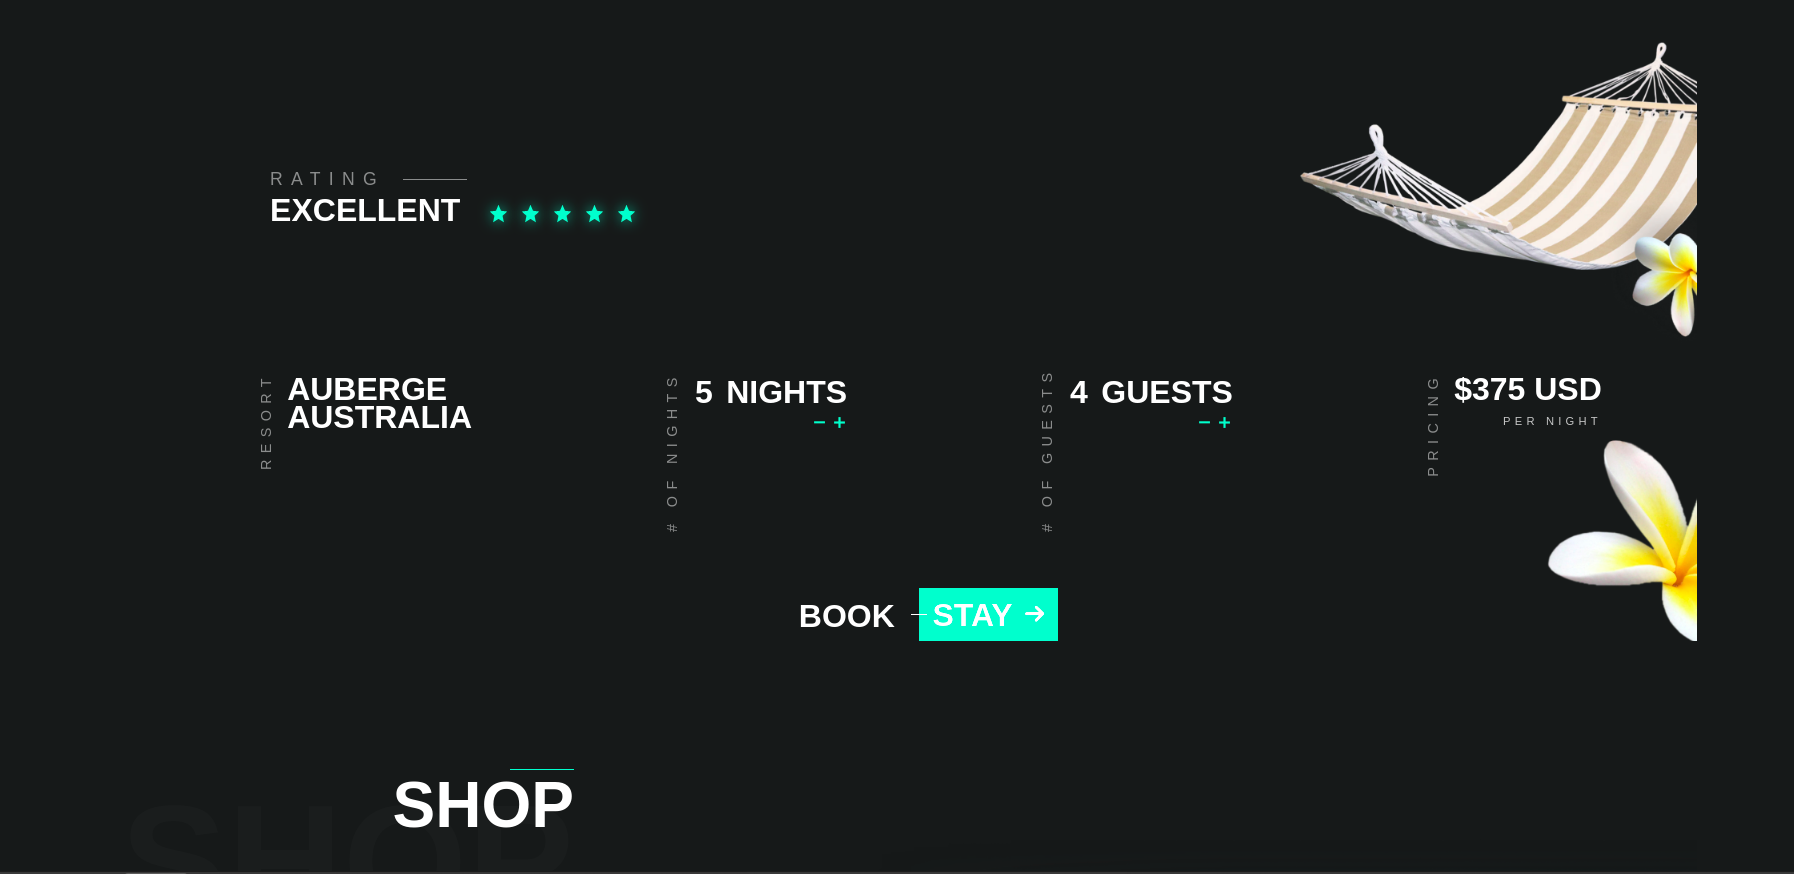 RATING
EXCELLENT
RESORT
AUBERGE
AUSTRALIA
# OF NIGHTS
5 NIGHTS
− +
# OF GUESTS
4 GUESTS
− +
PRICING
$375 USD
PER NIGHT
BOOK STAY →
SHOP
SHOP